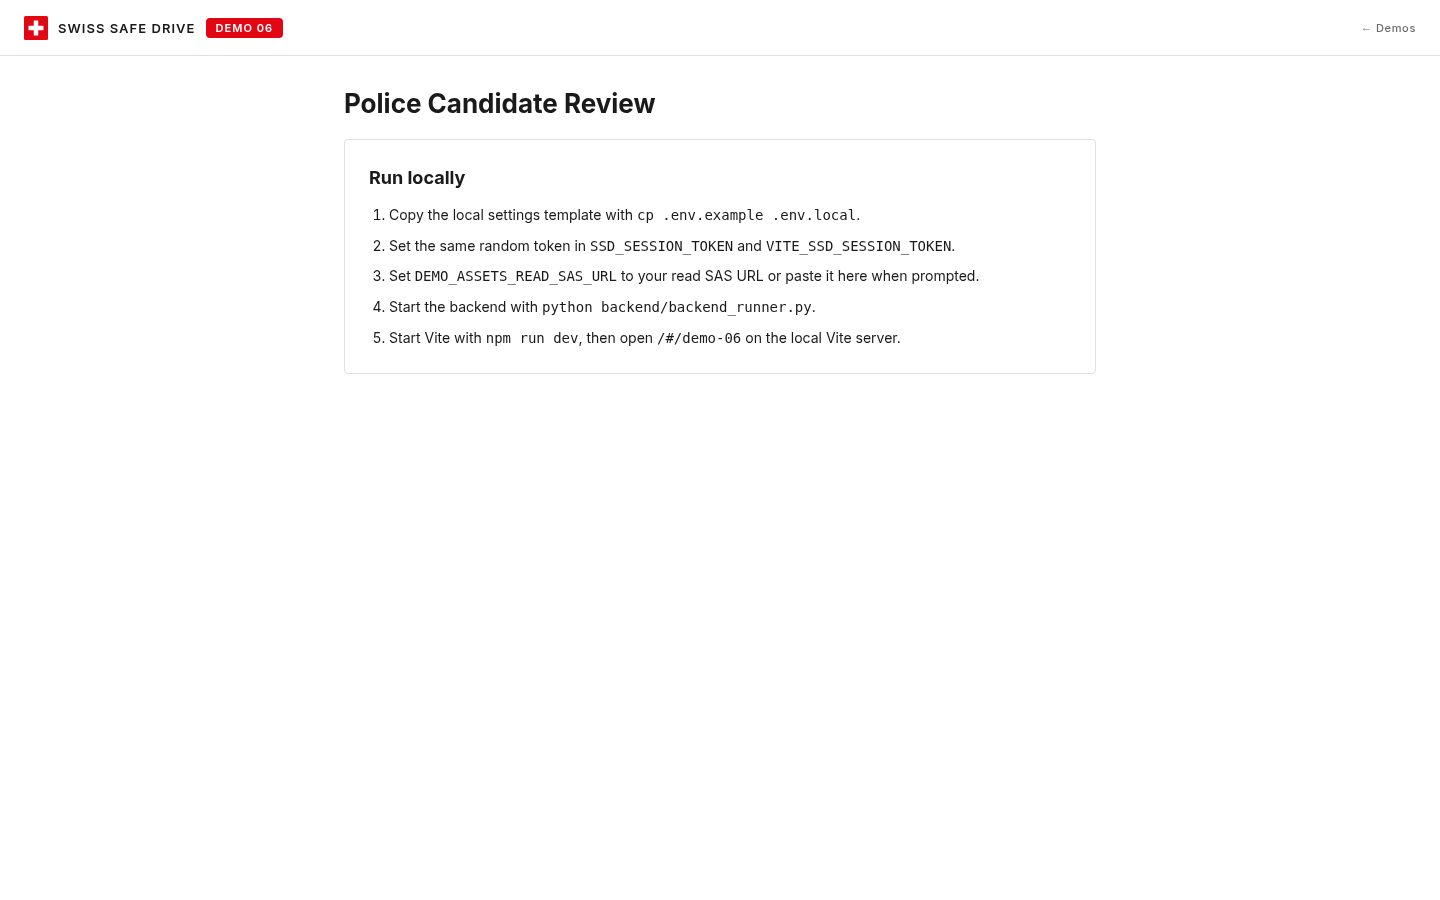 SWISS SAFE DRIVE DEMO 06 ← Demos
Police Candidate Review
Run locally
1. Copy the local settings template with cp .env.example .env.local.
2. Set the same random token in SSD_SESSION_TOKEN and VITE_SSD_SESSION_TOKEN.
3. Set DEMO_ASSETS_READ_SAS_URL to your read SAS URL or paste it here when prompted.
4. Start the backend with python backend/backend_runner.py.
5. Start Vite with npm run dev, then open /#/demo-06 on the local Vite server.